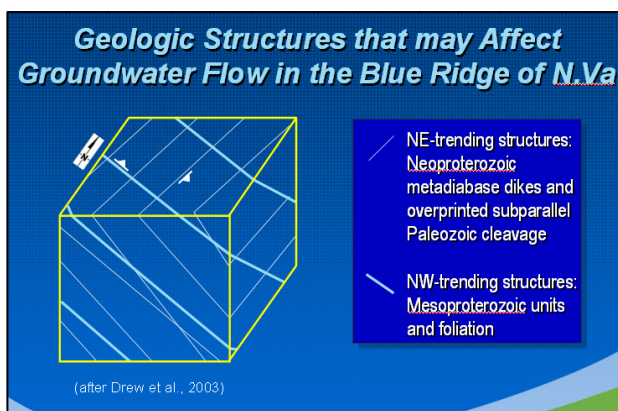 Geologic Structures that may Affect
Groundwater Flow in the Blue Ridge of N.Va
N
NE-trending structures:
Neoproterozoic
metadiabase dikes and
overprinted subparallel
Paleozoic cleavage
NW-trending structures:
Mesoproterozoic units
and foliation
(after Drew et al., 2003)